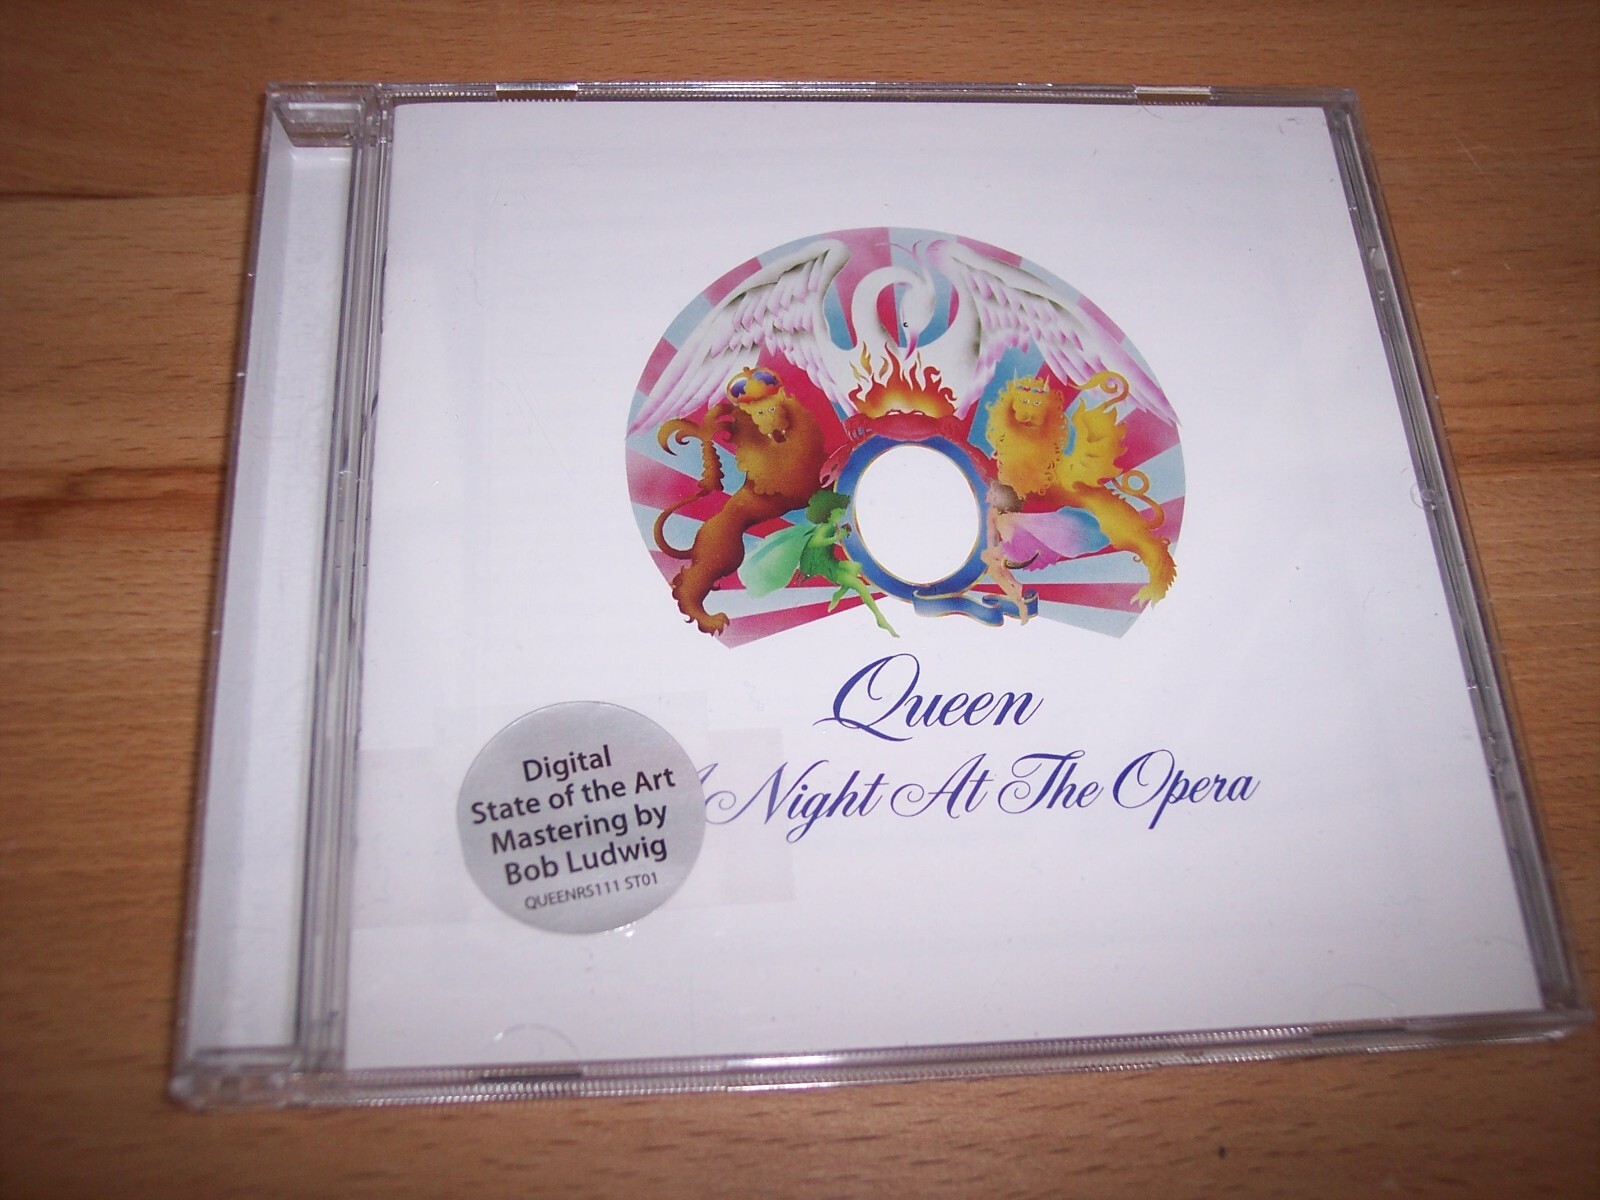 Queen
A Night At The Opera
Digital
State of the Art
Mastering by
Bob Ludwig
QUEENRS111 ST01